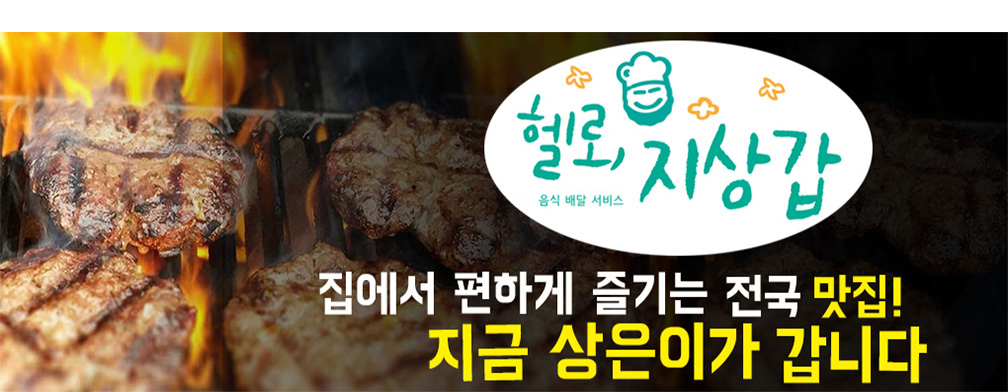 헬로, 지상갑
음식 배달 서비스
집에서 편하게 즐기는 전국 맛집!
지금 상은이가 갑니다